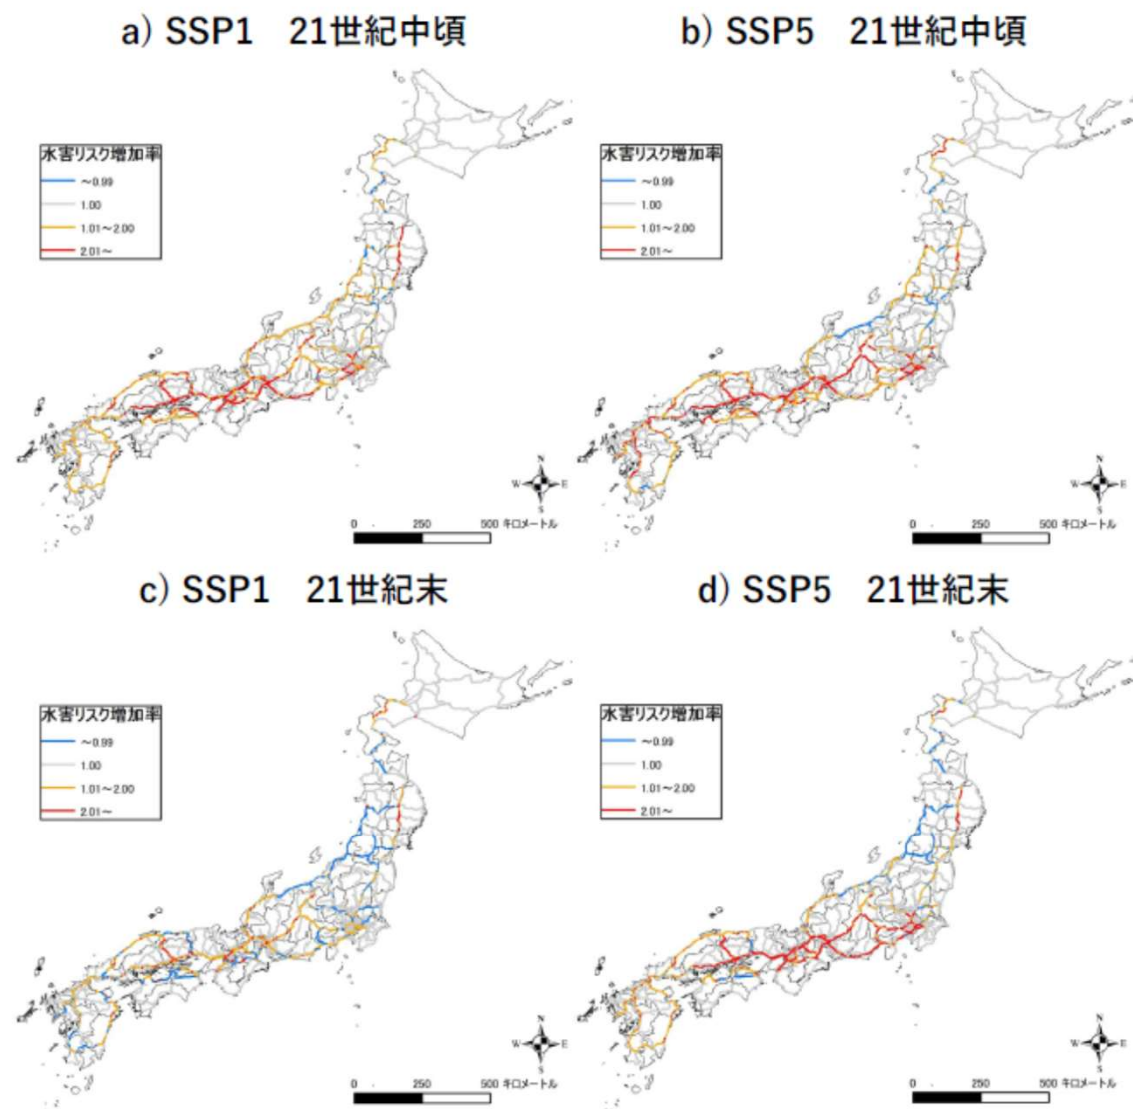 a) SSP1 21世紀中頃
水害リスク増加率
～0.99
1.00
1.01～2.00
2.01～
N
W E
S
0 250 500 キロメートル
b) SSP5 21世紀中頃
水害リスク増加率
～0.99
1.00
1.01～2.00
2.01～
N
W E
S
0 250 500 キロメートル
c) SSP1 21世紀末
水害リスク増加率
～0.99
1.00
1.01～2.00
2.01～
N
W E
S
0 250 500 キロメートル
d) SSP5 21世紀末
水害リスク増加率
～0.99
1.00
1.01～2.00
2.01～
N
W E
S
0 250 500 キロメートル